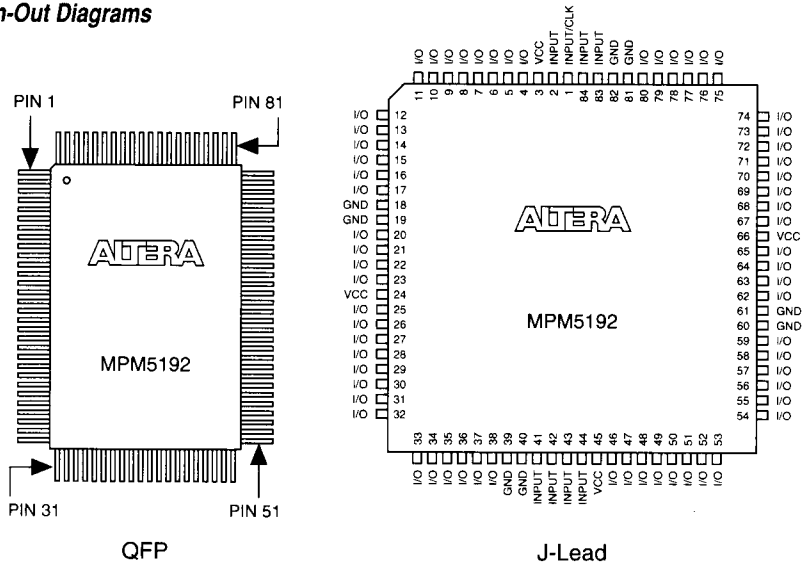 n-Out Diagrams
PIN 1
PIN 81
ALTERA
MPM5192
PIN 31
PIN 51
QFP
I/O I/O I/O I/O I/O I/O I/O I/O VCC INPUT INPUT/CLK INPUT INPUT GND GND I/O I/O I/O I/O I/O I/O
11 10 9 8 7 6 5 4 3 2 1 84 83 82 81 80 79 78 77 76 75
I/O 12
I/O 13
I/O 14
I/O 15
I/O 16
I/O 17
GND 18
GND 19
I/O 20
I/O 21
I/O 22
I/O 23
VCC 24
I/O 25
I/O 26
I/O 27
I/O 28
I/O 29
I/O 30
I/O 31
I/O 32
ALTERA
MPM5192
74 I/O
73 I/O
72 I/O
71 I/O
70 I/O
69 I/O
68 I/O
67 I/O
66 VCC
65 I/O
64 I/O
63 I/O
62 I/O
61 GND
60 GND
59 I/O
58 I/O
57 I/O
56 I/O
55 I/O
54 I/O
33 34 35 36 37 38 39 40 41 42 43 44 45 46 47 48 49 50 51 52 53
I/O I/O I/O I/O I/O I/O GND GND INPUT INPUT INPUT INPUT VCC I/O I/O I/O I/O I/O I/O I/O I/O
J-Lead